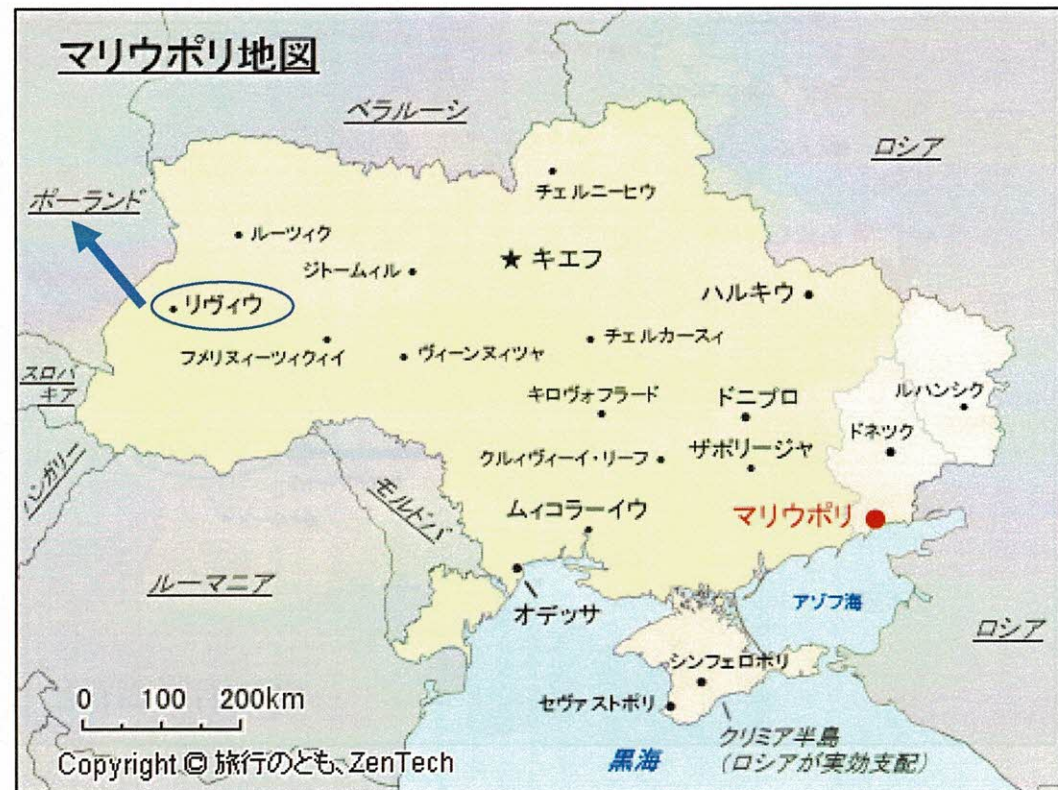 マリウポリ地図
ベラルーシ
ロシア
ポーランド
チェルニーヒウ
ルーツィク
ジトームィル
★ キエフ
リヴィウ
ハルキウ
フメリヌィーツィクィイ
ヴィーンヌィツャ
チェルカースィ
スロバ
キア
キロヴォフラード
ドニプロ
ルハンシク
ドネツク
クルィヴィーイ・リーフ
ザポリージャ
ハンガリー
モルドバ
ムィコラーイウ
マリウポリ
ルーマニア
オデッサ
アゾフ海
ロシア
シンフェロポリ
セヴァストポリ
0 100 200km
クリミア半島
(ロシアが実効支配)
黒海
Copyright © 旅行のとも、ZenTech